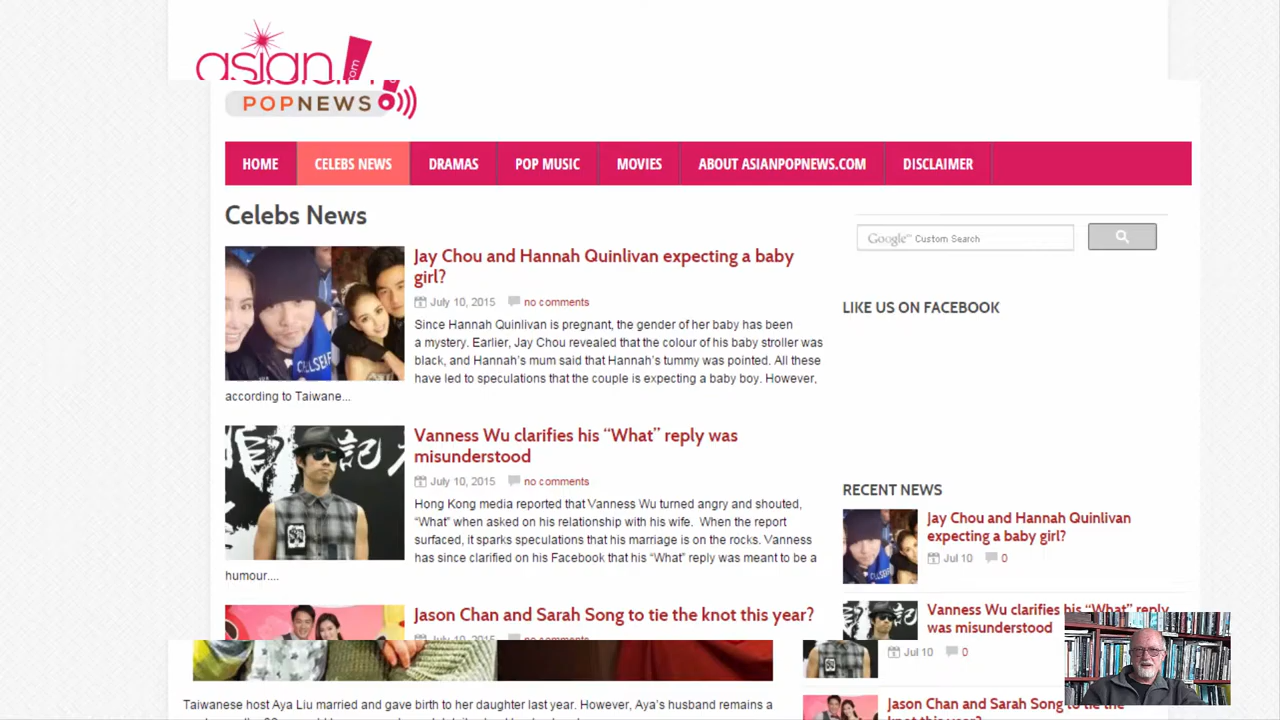 asian!
.com
POPNEWS
HOME
CELEBS NEWS
DRAMAS
POP MUSIC
MOVIES
ABOUT ASIANPOPNEWS.COM
DISCLAIMER
Celebs News
Jay Chou and Hannah Quinlivan expecting a baby
girl?
July 10, 2015 no comments
Since Hannah Quinlivan is pregnant, the gender of her baby has been
a mystery. Earlier, Jay Chou revealed that the colour of his baby stroller was
black, and Hannah's mum said that Hannah's tummy was pointed. All these
have led to speculations that the couple is expecting a baby boy. However,
according to Taiwane...
Vanness Wu clarifies his “What” reply was
misunderstood
July 10, 2015 no comments
Hong Kong media reported that Vanness Wu turned angry and shouted,
“What” when asked on his relationship with his wife. When the report
surfaced, it sparks speculations that his marriage is on the rocks. Vanness
has since clarified on his Facebook that his “What” reply was meant to be a
humour....
Jason Chan and Sarah Song to tie the knot this year?
July 10, 2015 no comments
Taiwanese host Aya Liu married and gave birth to her daughter last year. However, Aya's husband remains a
Google™ Custom Search
LIKE US ON FACEBOOK
RECENT NEWS
Jay Chou and Hannah Quinlivan
expecting a baby girl?
Jul 10 0
Vanness Wu clarifies his “What” reply
was misunderstood
Jul 10 0
Jason Chan and Sarah Song to tie the
knot this year?